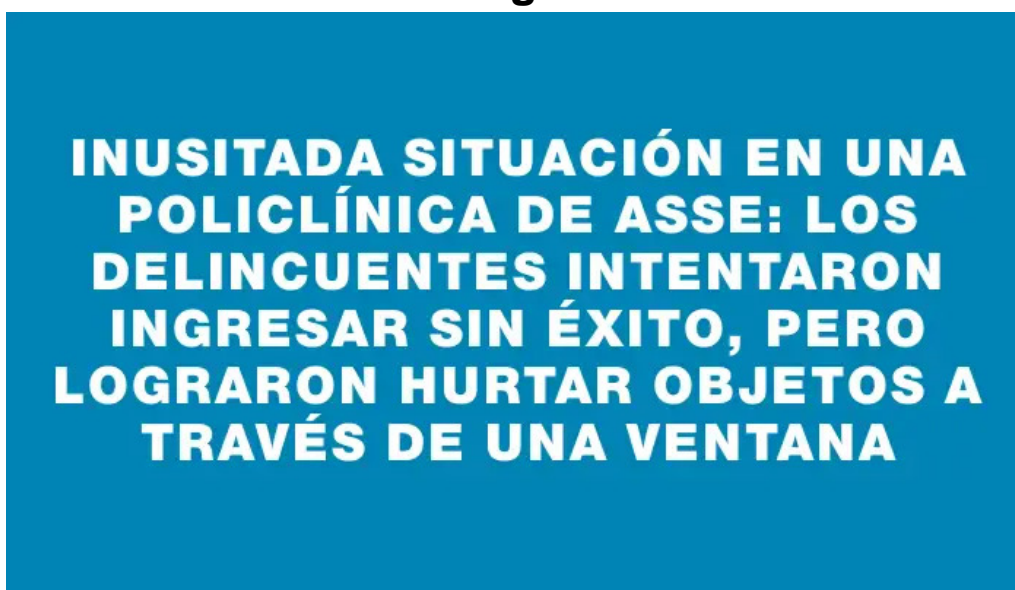 INUSITADA SITUACIÓN EN UNA
POLICLÍNICA DE ASSE: LOS
DELINCUENTES INTENTARON
INGRESAR SIN ÉXITO, PERO
LOGRARON HURTAR OBJETOS A
TRAVÉS DE UNA VENTANA